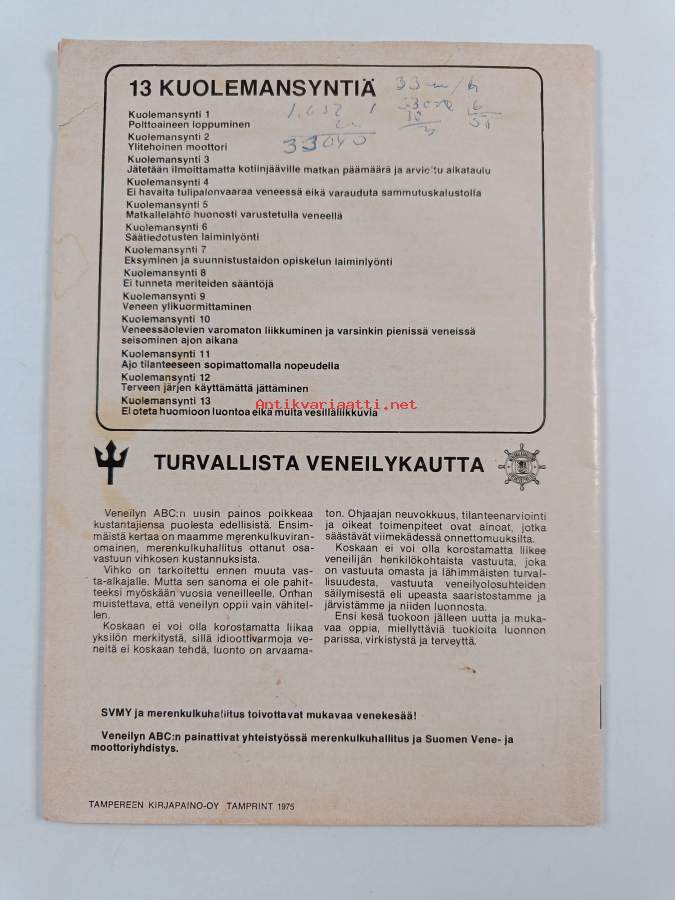 13 KUOLEMANSYNTIÄ
33 m/h
Kuolemansynti 1
Polttoaineen loppuminen
Kuolemansynti 2
Ylitehoinen moottori
33040
Kuolemansynti 3
Jätetään ilmoittamatta kotiinjääville matkan päämäärä ja arvioitu aikataulu
Kuolemansynti 4
Ei havaita tulipalonvaaraa veneessä eikä varauduta sammutuskalustolla
Kuolemansynti 5
Matkallelähtö huonosti varustetulla veneellä
Kuolemansynti 6
Säätiedotusten laiminlyönti
Kuolemansynti 7
Eksyminen ja suunnistustaidon opiskelun laiminlyönti
Kuolemansynti 8
Ei tunneta meriteiden sääntöjä
Kuolemansynti 9
Veneen ylikuormittaminen
Kuolemansynti 10
Veneessäolevien varomaton liikkuminen ja varsinkin pienissä veneissä
seisominen ajon aikana
Kuolemansynti 11
Ajo tilanteeseen sopimattomalla nopeudella
Kuolemansynti 12
Terveen järjen käyttämättä jättäminen
Kuolemansynti 13
Ei oteta huomioon luontoa eikä muita vesilläliikkuvia
Antikvariaatti.net
TURVALLISTA VENEILYKAUTTA
Veneilyn ABC:n uusin painos poikkeaa
kustantajiensa puolesta edellisistä. Ensim-
mäistä kertaa on maamme merenkulkuviran-
omainen, merenkulkuhallitus ottanut osa-
vastuun vihkosen kustannuksista.
Vihko on tarkoitettu ennen muuta vas-
ta-alkajalle. Mutta sen sanoma ei ole pahit-
teeksi myöskään vuosia veneilleelle. Onhan
muistettava, että veneilyn oppii vain vähitel-
len.
Koskaan ei voi olla korostamatta liikaa
yksilön merkitystä, sillä idioottivarmoja ve-
neitä ei koskaan tehdä, luonto on arvaama-
ton. Ohjaajan neuvokkuus, tilanteenarviointi
ja oikeat toimenpiteet ovat ainoat, jotka
säästävät viimekädessä onnettomuuksilta.
Koskaan ei voi olla korostamatta liikee
veneilijän henkilökohtaista vastuuta, joka
on vastuuta omasta ja lähimmäisten turval-
lisuudesta, vastuuta veneilyolosuhteiden
säilymisestä eli upeasta saaristostamme ja
järvistämme ja niiden luonnosta.
Ensi kesä tuokoon jälleen uutta ja muka-
vaa oppia, miellyttäviä tuokioita luonnon
parissa, virkistystä ja terveyttä.
SVMY ja merenkulkuhallitus toivottavat mukavaa venekesää!
Veneilyn ABC:n painattivat yhteistyössä merenkulkuhallitus ja Suomen Vene- ja
moottoriyhdistys.
TAMPEREEN KIRJAPAINO-OY TAMPRINT 1975